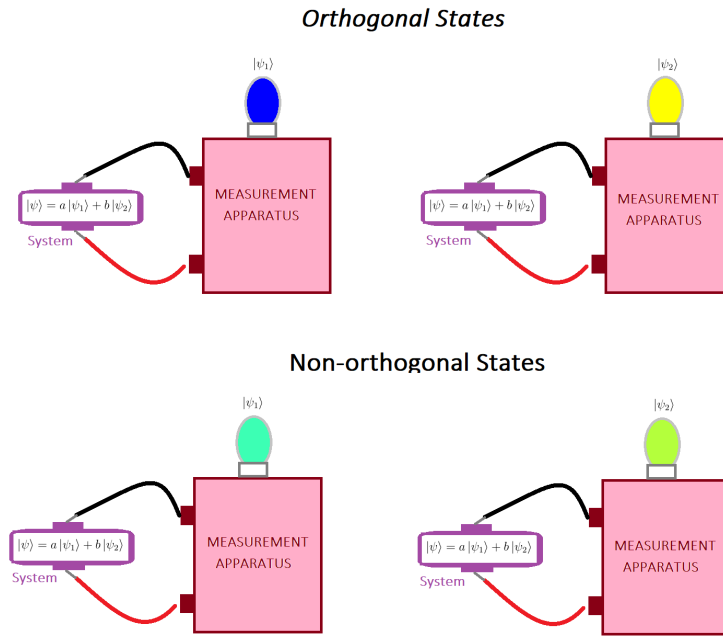 Orthogonal States
|ψ₁⟩
|ψ₂⟩
MEASUREMENT
APPARATUS
|ψ⟩ = a|ψ₁⟩ + b|ψ₂⟩
System
MEASUREMENT
APPARATUS
|ψ⟩ = a|ψ₁⟩ + b|ψ₂⟩
System
Non-orthogonal States
|ψ₁⟩
|ψ₂⟩
MEASUREMENT
APPARATUS
|ψ⟩ = a|ψ₁⟩ + b|ψ₂⟩
System
MEASUREMENT
APPARATUS
|ψ⟩ = a|ψ₁⟩ + b|ψ₂⟩
System